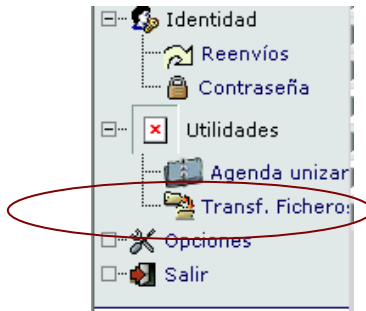 Identidad
Reenvíos
Contraseña
Utilidades
Agenda unizar
Transf. Ficheros
Opciones
Salir